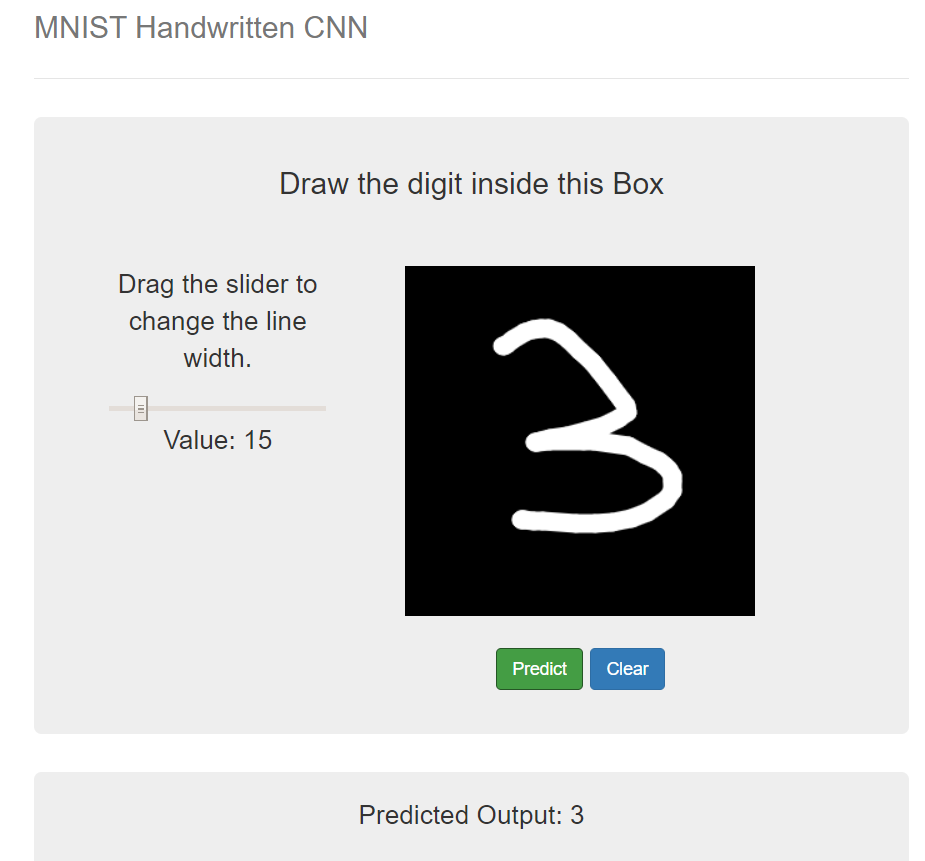 MNIST Handwritten CNN
Draw the digit inside this Box
Drag the slider to
change the line
width.
Value: 15
3
Predict Clear
Predicted Output: 3